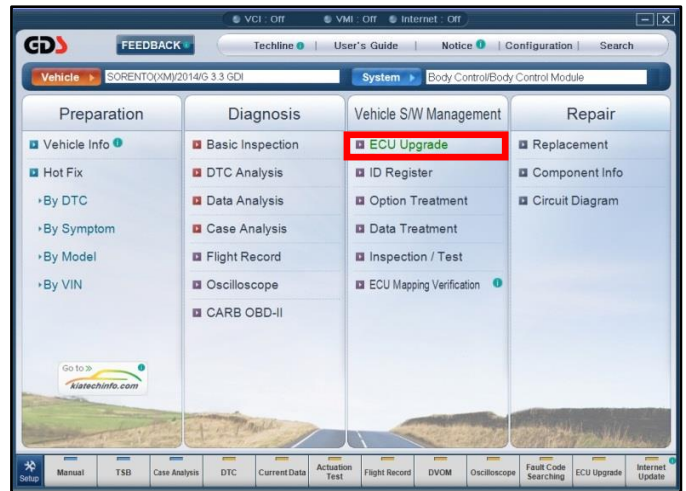 VCI : Off VMI : Off Internet : Off
GDS FEEDBACK Techline User's Guide Notice Configuration Search
Vehicle SORENTO(XM)/2014/G 3.3 GDI System Body Control/Body Control Module
Preparation
Vehicle Info
Hot Fix
By DTC
By Symptom
By Model
By VIN
Go to
kiatechinfo.com
Diagnosis
Basic Inspection
DTC Analysis
Data Analysis
Case Analysis
Flight Record
Oscilloscope
CARB OBD-II
Vehicle S/W Management
ECU Upgrade
ID Register
Option Treatment
Data Treatment
Inspection / Test
ECU Mapping Verification
Repair
Replacement
Component Info
Circuit Diagram
Setup Manual TSB Case Analysis DTC Current Data Actuation Test Flight Record DVOM Oscilloscope Fault Code Searching ECU Upgrade Internet Update